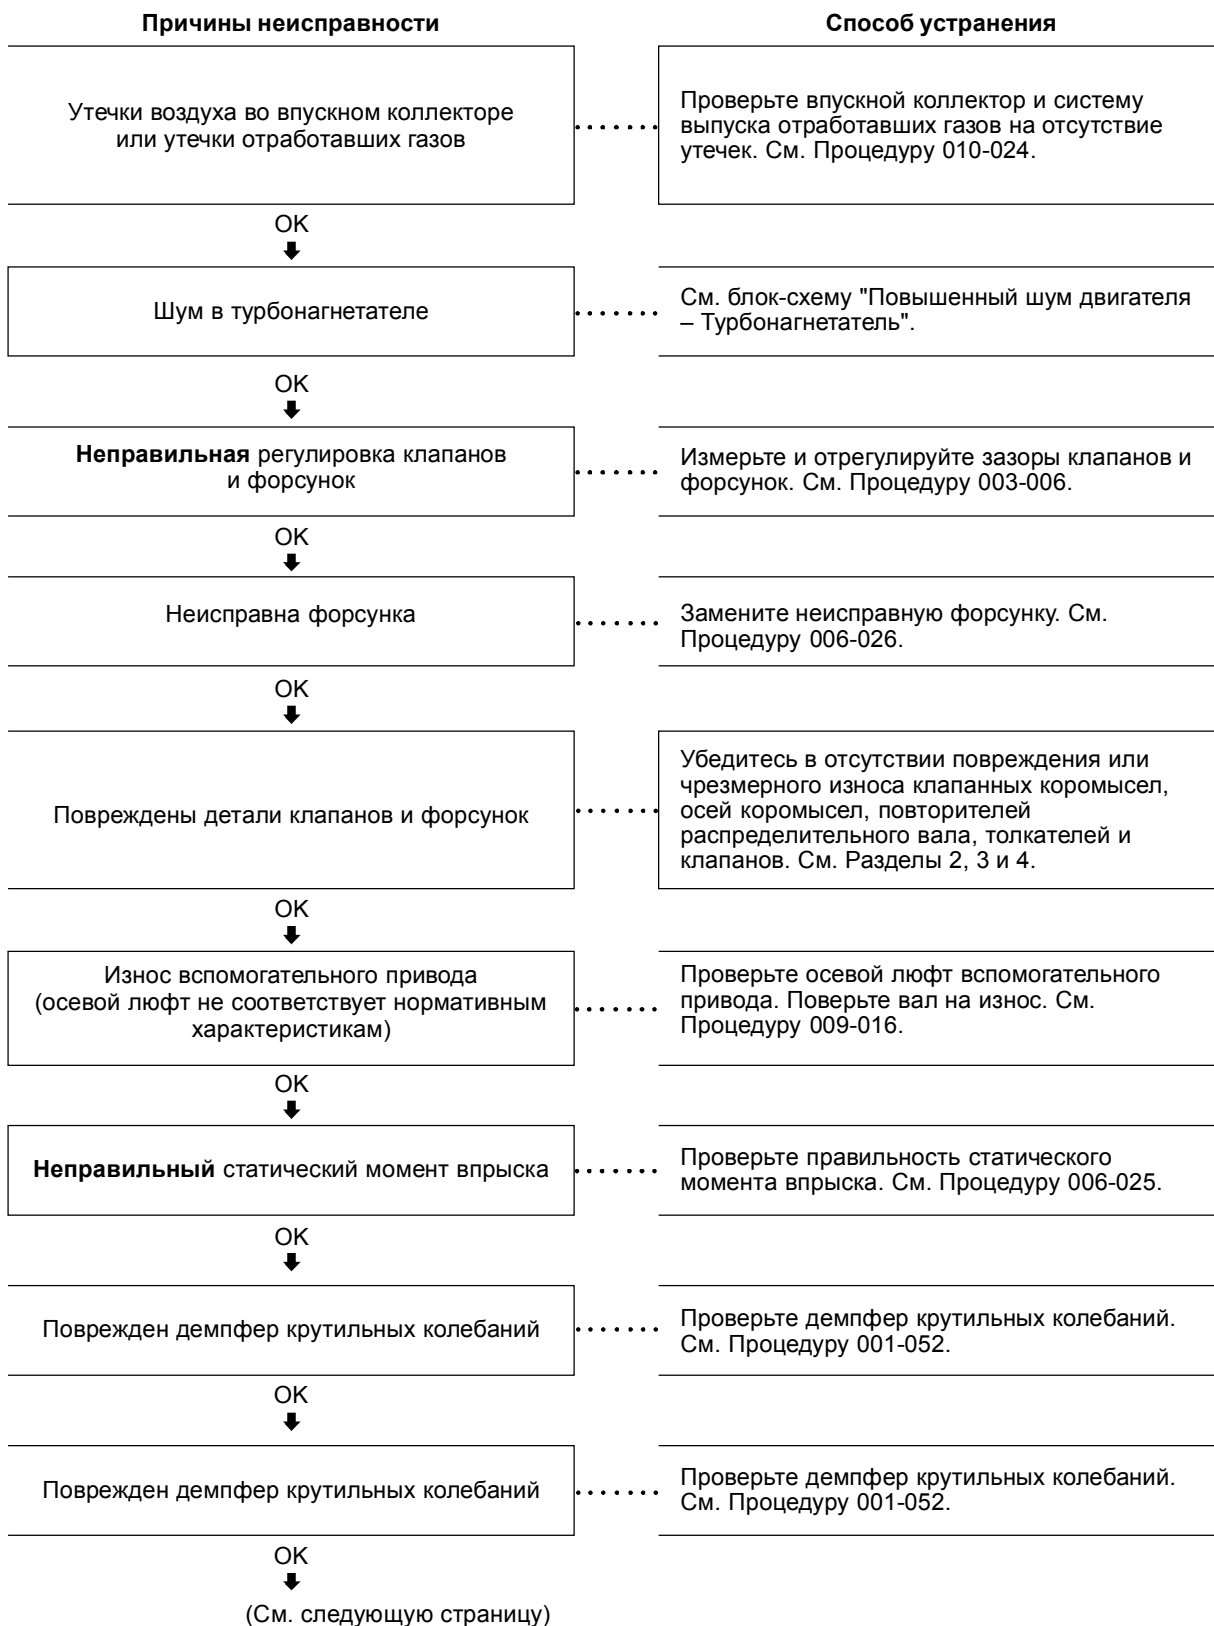 Причины неисправности
Способ устранения
Утечки воздуха во впускном коллекторе
или утечки отработавших газов
Проверьте впускной коллектор и систему
выпуска отработавших газов на отсутствие
утечек. См. Процедуру 010-024.
OK
Шум в турбонагнетателе
См. блок-схему "Повышенный шум двигателя
– Турбонагнетатель".
OK
Неправильная регулировка клапанов
и форсунок
Измерьте и отрегулируйте зазоры клапанов и
форсунок. См. Процедуру 003-006.
OK
Неисправна форсунка
Замените неисправную форсунку. См.
Процедуру 006-026.
OK
Повреждены детали клапанов и форсунок
Убедитесь в отсутствии повреждения или
чрезмерного износа клапанных коромысел,
осей коромысел, повторителей
распределительного вала, толкателей и
клапанов. См. Разделы 2, 3 и 4.
OK
Износ вспомогательного привода
(осевой люфт не соответствует нормативным
характеристикам)
Проверьте осевой люфт вспомогательного
привода. Поверьте вал на износ. См.
Процедуру 009-016.
OK
Неправильный статический момент впрыска
Проверьте правильность статического
момента впрыска. См. Процедуру 006-025.
OK
Поврежден демпфер крутильных колебаний
Проверьте демпфер крутильных колебаний.
См. Процедуру 001-052.
OK
Поврежден демпфер крутильных колебаний
Проверьте демпфер крутильных колебаний.
См. Процедуру 001-052.
OK
(См. следующую страницу)